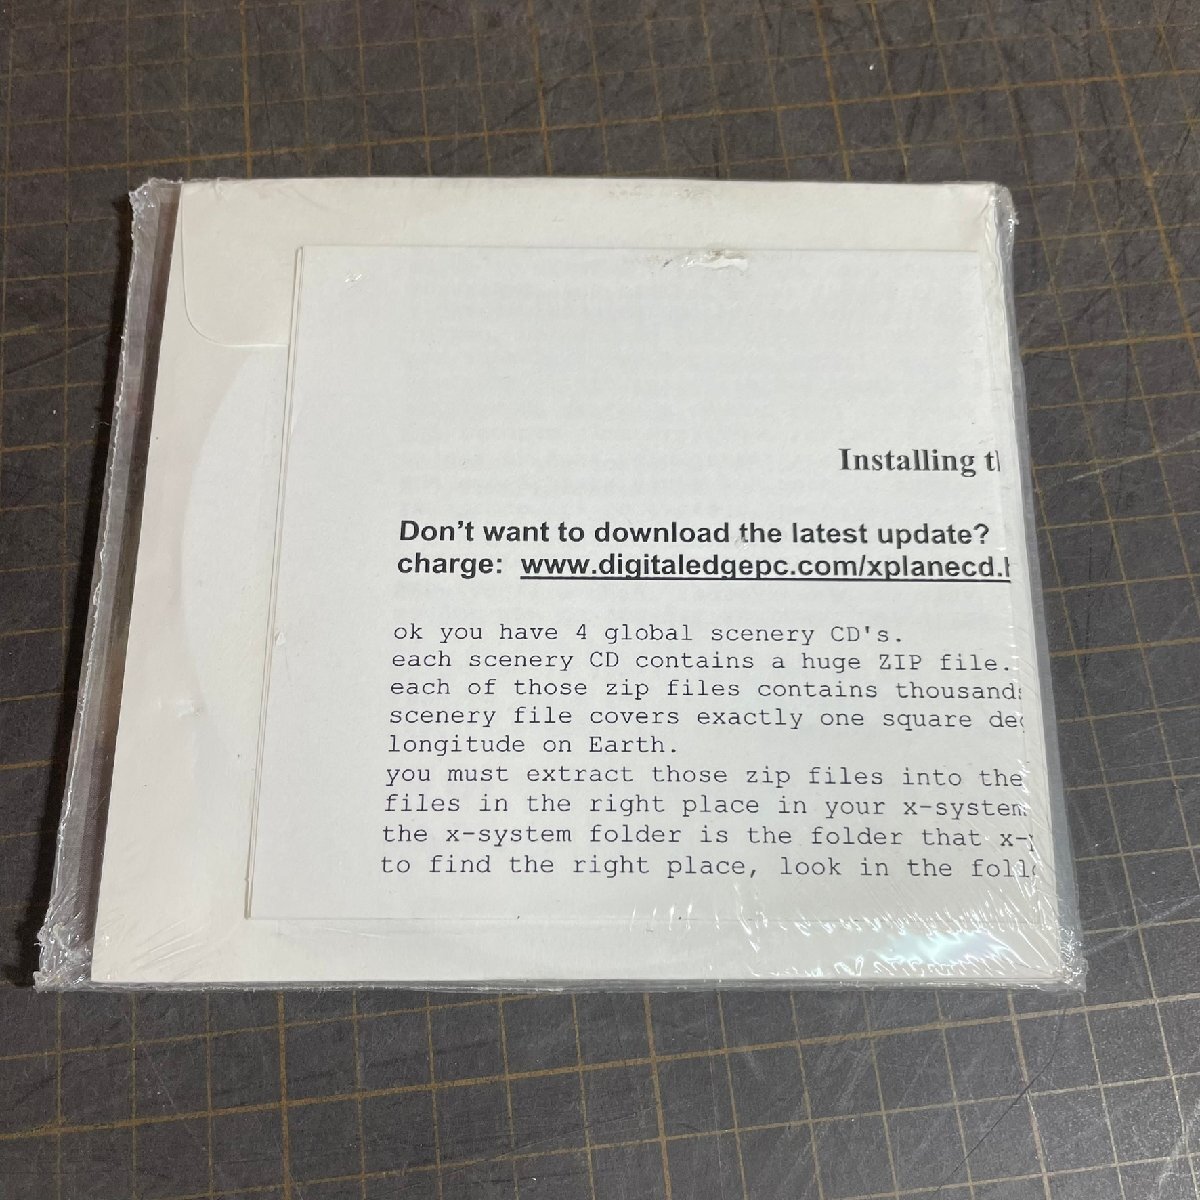 Installing
Don't want to download the latest update?
charge: www.digitaledgepc.com/xplanecd.
ok you have 4 global scenery CD's.
each scenery CD contains a huge ZIP file.
each of those zip files contains thousand
scenery file covers exactly one square
longitude on Earth.
you must extract those zip files into the
files in the right place in your x-system
the x-system folder is the folder that x-
to find the right place, look in the